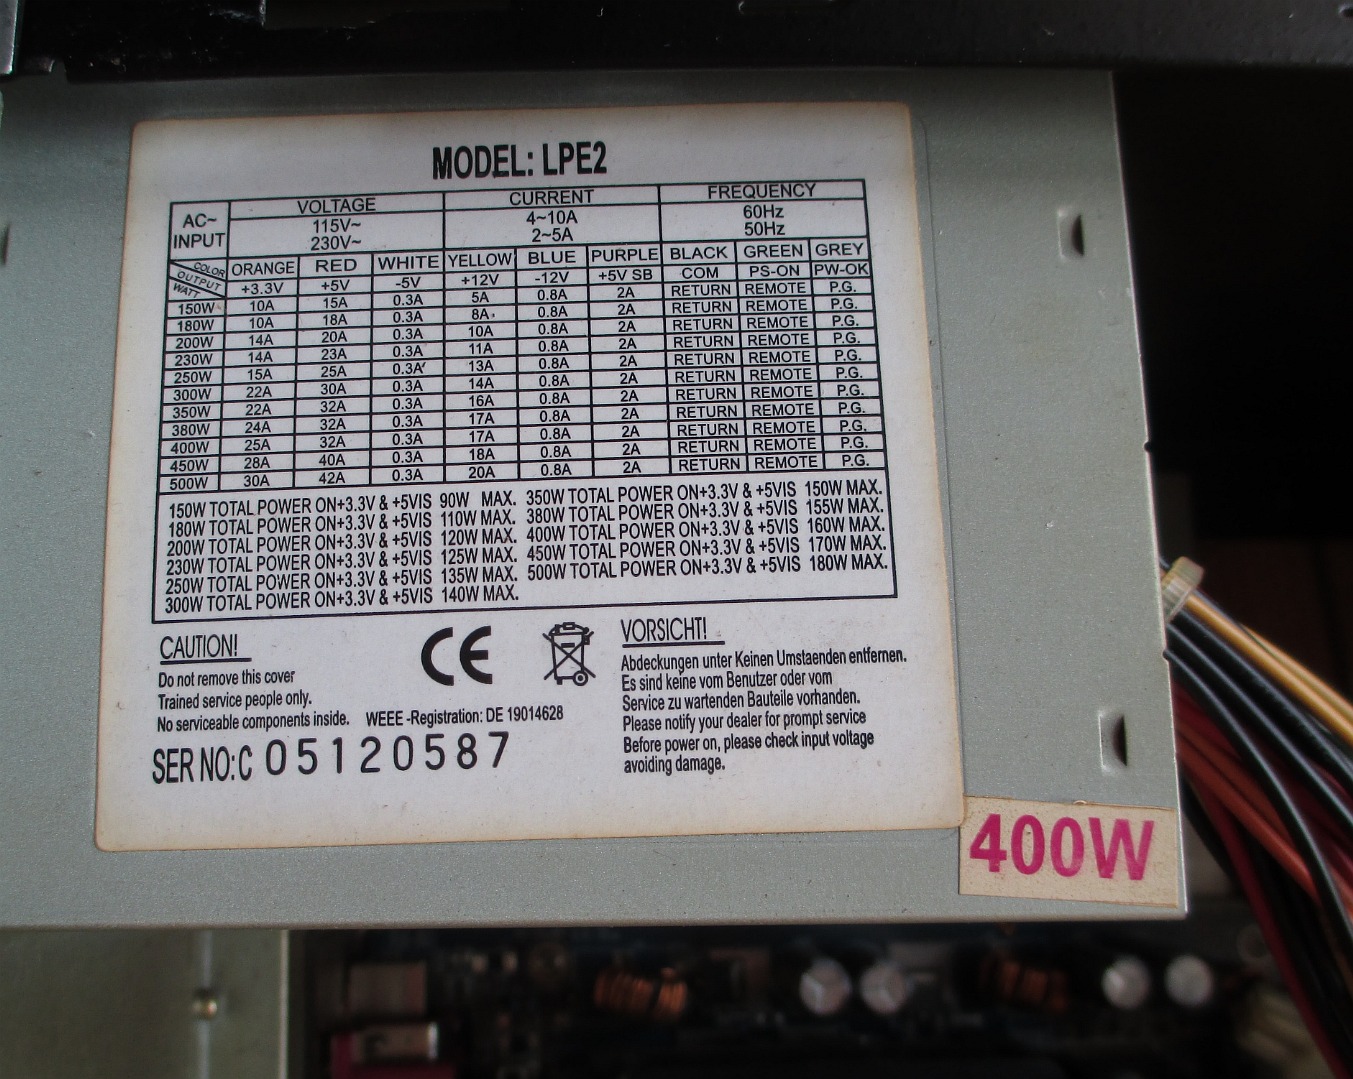 MODEL: LPE2
AC~ INPUT VOLTAGE CURRENT FREQUENCY
115V~ 4~10A 60Hz
230V~ 2~5A 50Hz
COLOR ORANGE RED WHITE YELLOW BLUE PURPLE BLACK GREEN GREY
OUTPUT WATT +3.3V +5V -5V +12V -12V +5V SB COM PS-ON PW-OK
150W 10A 15A 0.3A 5A 0.8A 2A RETURN REMOTE P.G.
180W 10A 18A 0.3A 8A 0.8A 2A RETURN REMOTE P.G.
200W 14A 20A 0.3A 10A 0.8A 2A RETURN REMOTE P.G.
230W 14A 23A 0.3A 11A 0.8A 2A RETURN REMOTE P.G.
250W 15A 25A 0.3A 13A 0.8A 2A RETURN REMOTE P.G.
300W 22A 30A 0.3A 14A 0.8A 2A RETURN REMOTE P.G.
350W 22A 32A 0.3A 16A 0.8A 2A RETURN REMOTE P.G.
380W 24A 32A 0.3A 17A 0.8A 2A RETURN REMOTE P.G.
400W 25A 32A 0.3A 17A 0.8A 2A RETURN REMOTE P.G.
450W 28A 40A 0.3A 18A 0.8A 2A RETURN REMOTE P.G.
500W 30A 42A 0.3A 20A 0.8A 2A RETURN REMOTE P.G.
150W TOTAL POWER ON+3.3V & +5VIS 90W MAX.
180W TOTAL POWER ON+3.3V & +5VIS 110W MAX.
200W TOTAL POWER ON+3.3V & +5VIS 120W MAX.
230W TOTAL POWER ON+3.3V & +5VIS 125W MAX.
250W TOTAL POWER ON+3.3V & +5VIS 135W MAX.
300W TOTAL POWER ON+3.3V & +5VIS 140W MAX.
350W TOTAL POWER ON+3.3V & +5VIS 150W MAX.
380W TOTAL POWER ON+3.3V & +5VIS 155W MAX.
400W TOTAL POWER ON+3.3V & +5VIS 160W MAX.
450W TOTAL POWER ON+3.3V & +5VIS 170W MAX.
500W TOTAL POWER ON+3.3V & +5VIS 180W MAX.
CAUTION!
Do not remove this cover
Trained service people only.
No serviceable components inside.
CE
WEEE -Registration: DE 19014628
SER NO:C 05120587
VORSICHT!
Abdeckungen unter Keinen Umstaenden entfernen.
Es sind keine vom Benutzer oder vom
Service zu wartenden Bauteile vorhanden.
Please notify your dealer for prompt service
Before power on, please check input voltage
avoiding damage.
400W